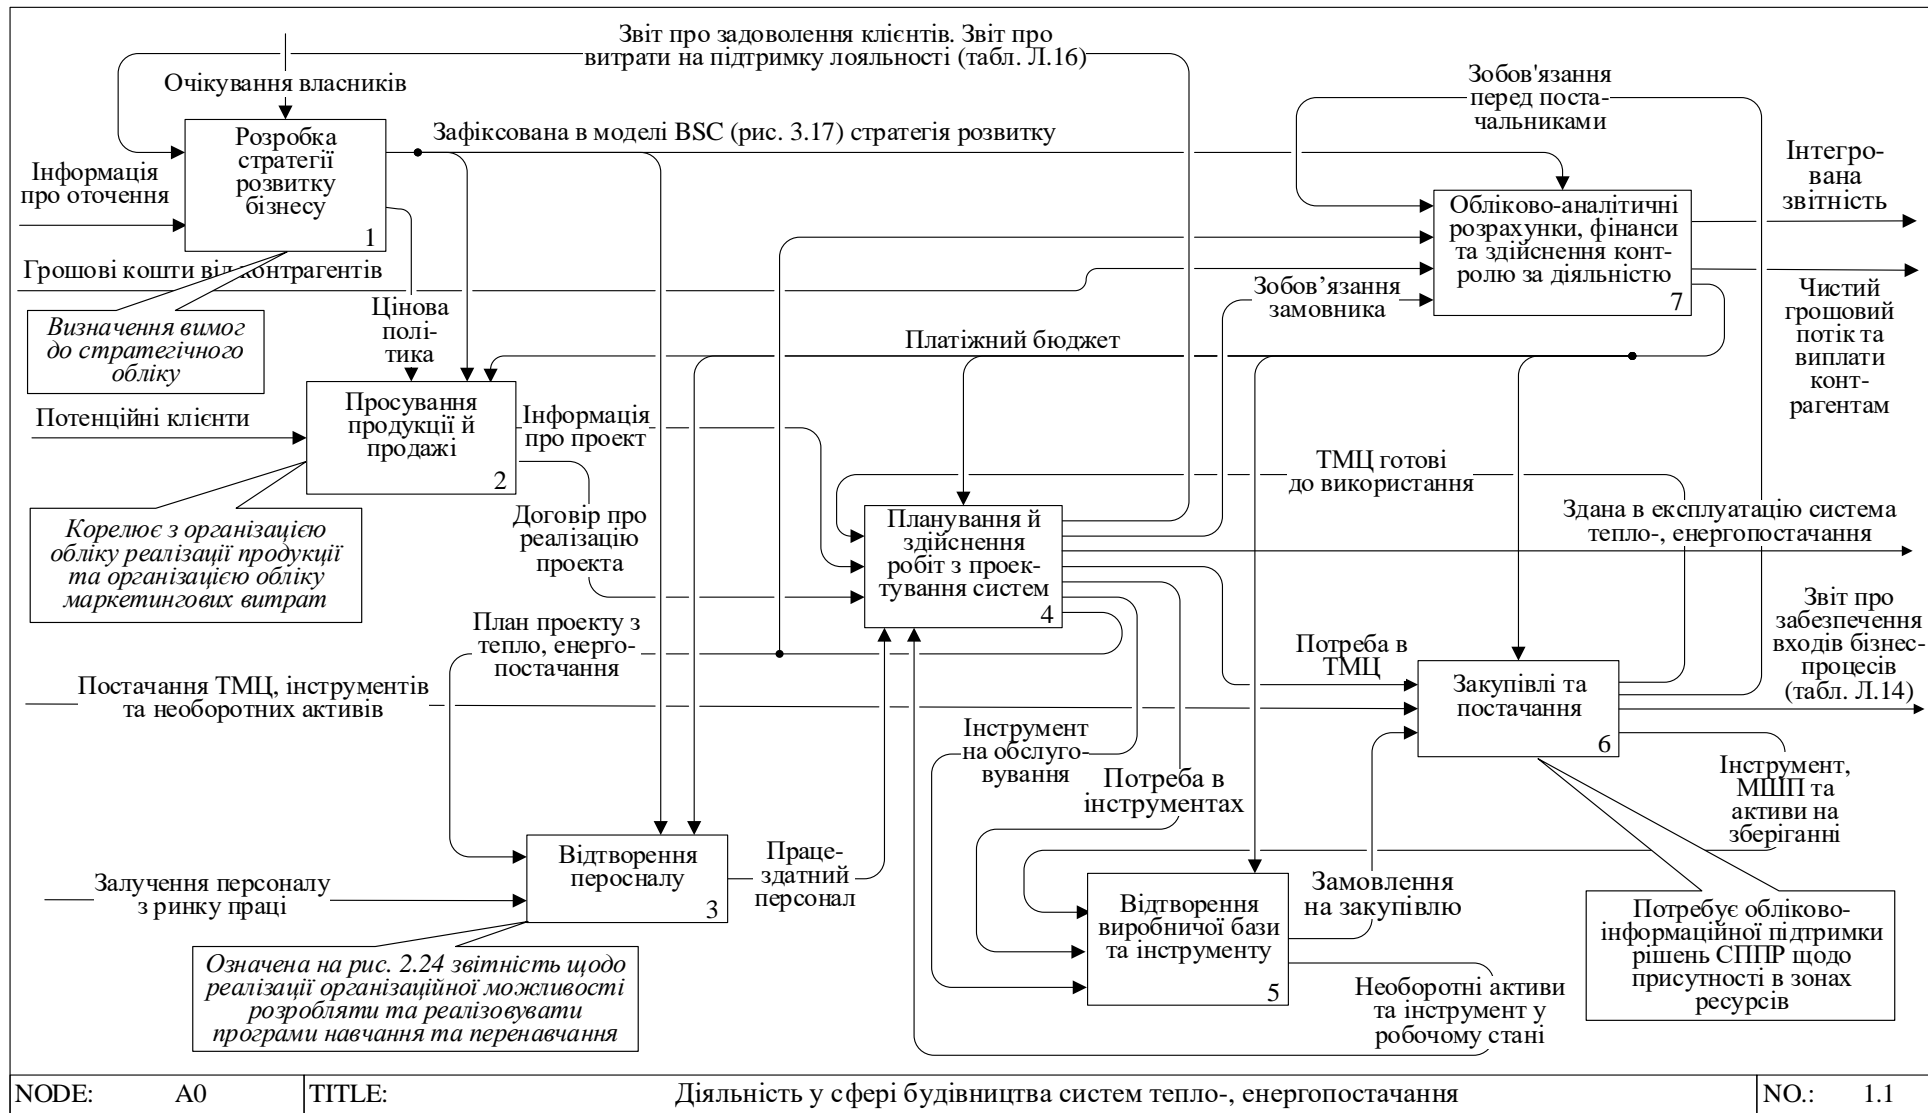 Звіт про задоволення клієнтів. Звіт про
витрати на підтримку лояльності (табл. Л.16)
Очікування власників
Зобов'язання
перед поста-
чальниками
Розробка
стратегії
розвитку
бізнесу
1
Зафіксована в моделі BSC (рис. 3.17) стратегія розвитку
Інформація
про оточення
Інтегро-
вана
звітність
Обліково-аналітичні
розрахунки, фінанси
та здійснення конт-
ролю за діяльністю
7
Грошові кошти від контрагентів
Зобов’язання
замовника
Чистий
грошовий
потік та
виплати
конт-
рагентам
Цінова
полі-
тика
Визначення вимог
до стратегічного
обліку
Платіжний бюджет
Потенційні клієнти
Просування
продукції й
продажі
2
Інформація
про проект
ТМЦ готові
до використання
Корелює з організацією
обліку реалізації продукції
та організацією обліку
маркетингових витрат
Договір про
реалізацію
проекта
Планування й
здійснення
робіт з проек-
тування систем
4
Здана в експлуатацію система
тепло-, енергопостачання
План проекту з
тепло, енерго-
постачання
Потреба в
ТМЦ
Звіт про
забезпечення
входів бізнес-
процесів
(табл. Л.14)
Постачання ТМЦ, інструментів
та необоротних активів
Закупівлі та
постачання
6
Інструмент
на обслуго-
вування
Потреба в
інструментах
Інструмент,
МШП та
активи на
зберіганні
Залучення персоналу
з ринку праці
Відтворення
перосналу
3
Праце-
здатний
персонал
Відтворення
виробничої бази
та інструменту
5
Замовлення
на закупівлю
Потребує обліково-
інформаційної підтримки
рішень СППР щодо
присутності в зонах
ресурсів
Означена на рис. 2.24 звітність щодо
реалізації організаційної можливості
розробляти та реалізовувати
програми навчання та перенавчання
Необоротні активи
та інструмент у
робочому стані
NODE: A0 TITLE: Діяльність у сфері будівництва систем тепло-, енергопостачання NO.: 1.1